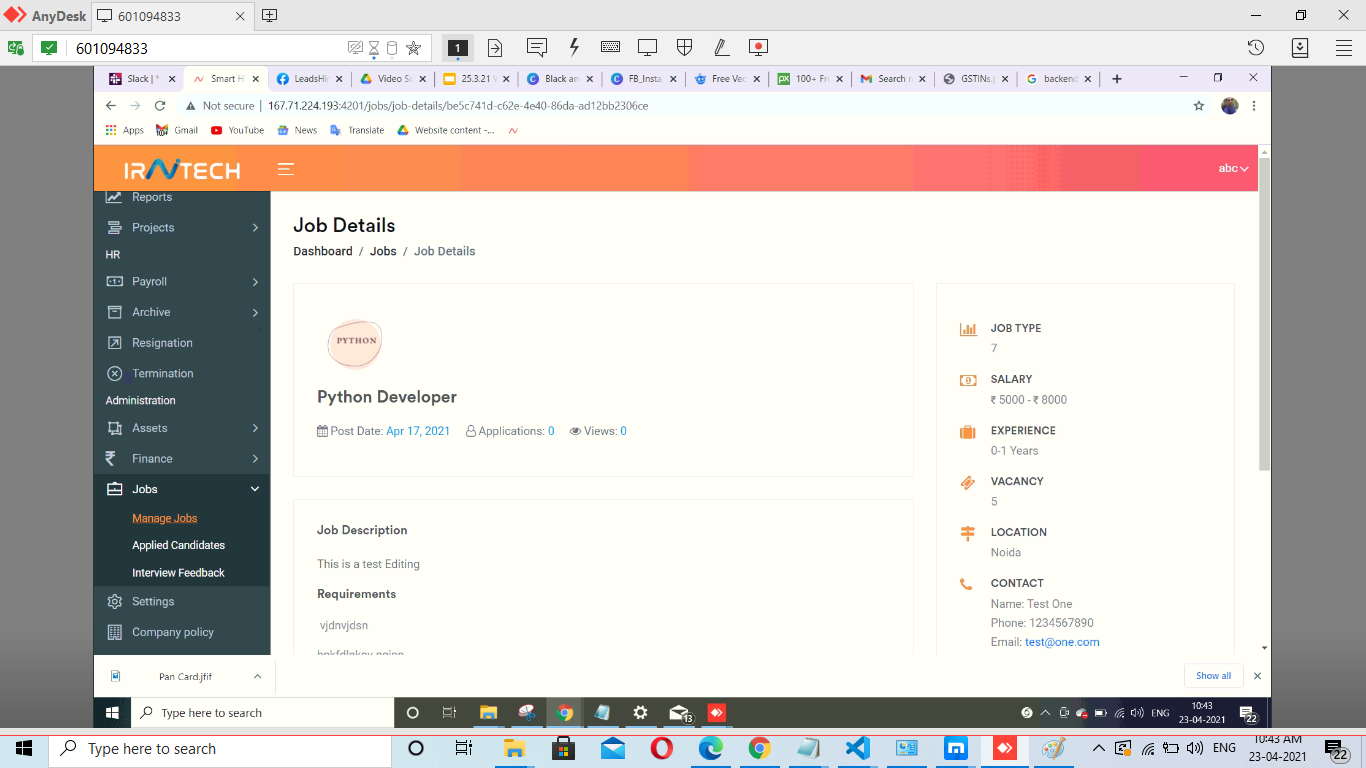 AnyDesk 601094833
601094833 1
Slack | * Smart H LeadsHir Video Sc 25.3.21 Black an FB_Insta Free Vec 100+ Fr Search r GSTINs. backend
Not secure | 167.71.224.193:4201/jobs/job-details/be5c741d-c62e-4e40-86da-ad12bb2306ce
Apps Gmail YouTube News Translate Website content -...
IRAVTECH abc
Reports
Projects
HR
Payroll
Archive
Resignation
Termination
Administration
Assets
Finance
Jobs
Manage Jobs
Applied Candidates
Interview Feedback
Settings
Company policy
Job Details
Dashboard / Jobs / Job Details
PYTHON
Python Developer
Post Date: Apr 17, 2021 Applications: 0 Views: 0
Job Description
This is a test Editing
Requirements
vjdnvjdsn
JOB TYPE
7
SALARY
₹ 5000 - ₹ 8000
EXPERIENCE
0-1 Years
VACANCY
5
LOCATION
Noida
CONTACT
Name: Test One
Phone: 1234567890
Email: test@one.com
Pan Card.jfif Show all
Type here to search 13 ENG 10:43 23-04-2021 22
Type here to search ENG 10:43 AM 23-04-2021 22